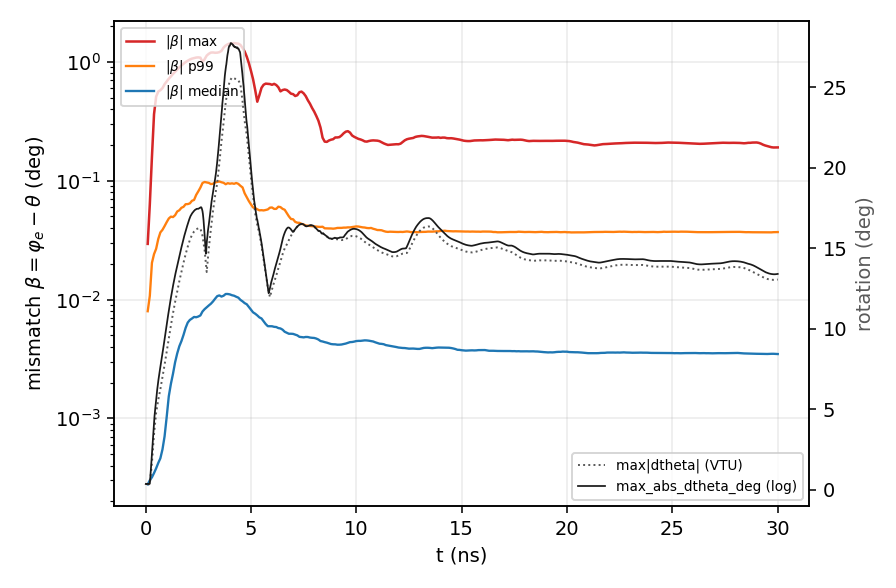 |β| max
|β| p99
|β| median
10⁰
10⁻¹
10⁻²
10⁻³
mismatch β = φₑ − θ (deg)
25
20
15
10
5
0
rotation (deg)
max|dtheta| (VTU)
max_abs_dtheta_deg (log)
0 5 10 15 20 25 30
t (ns)